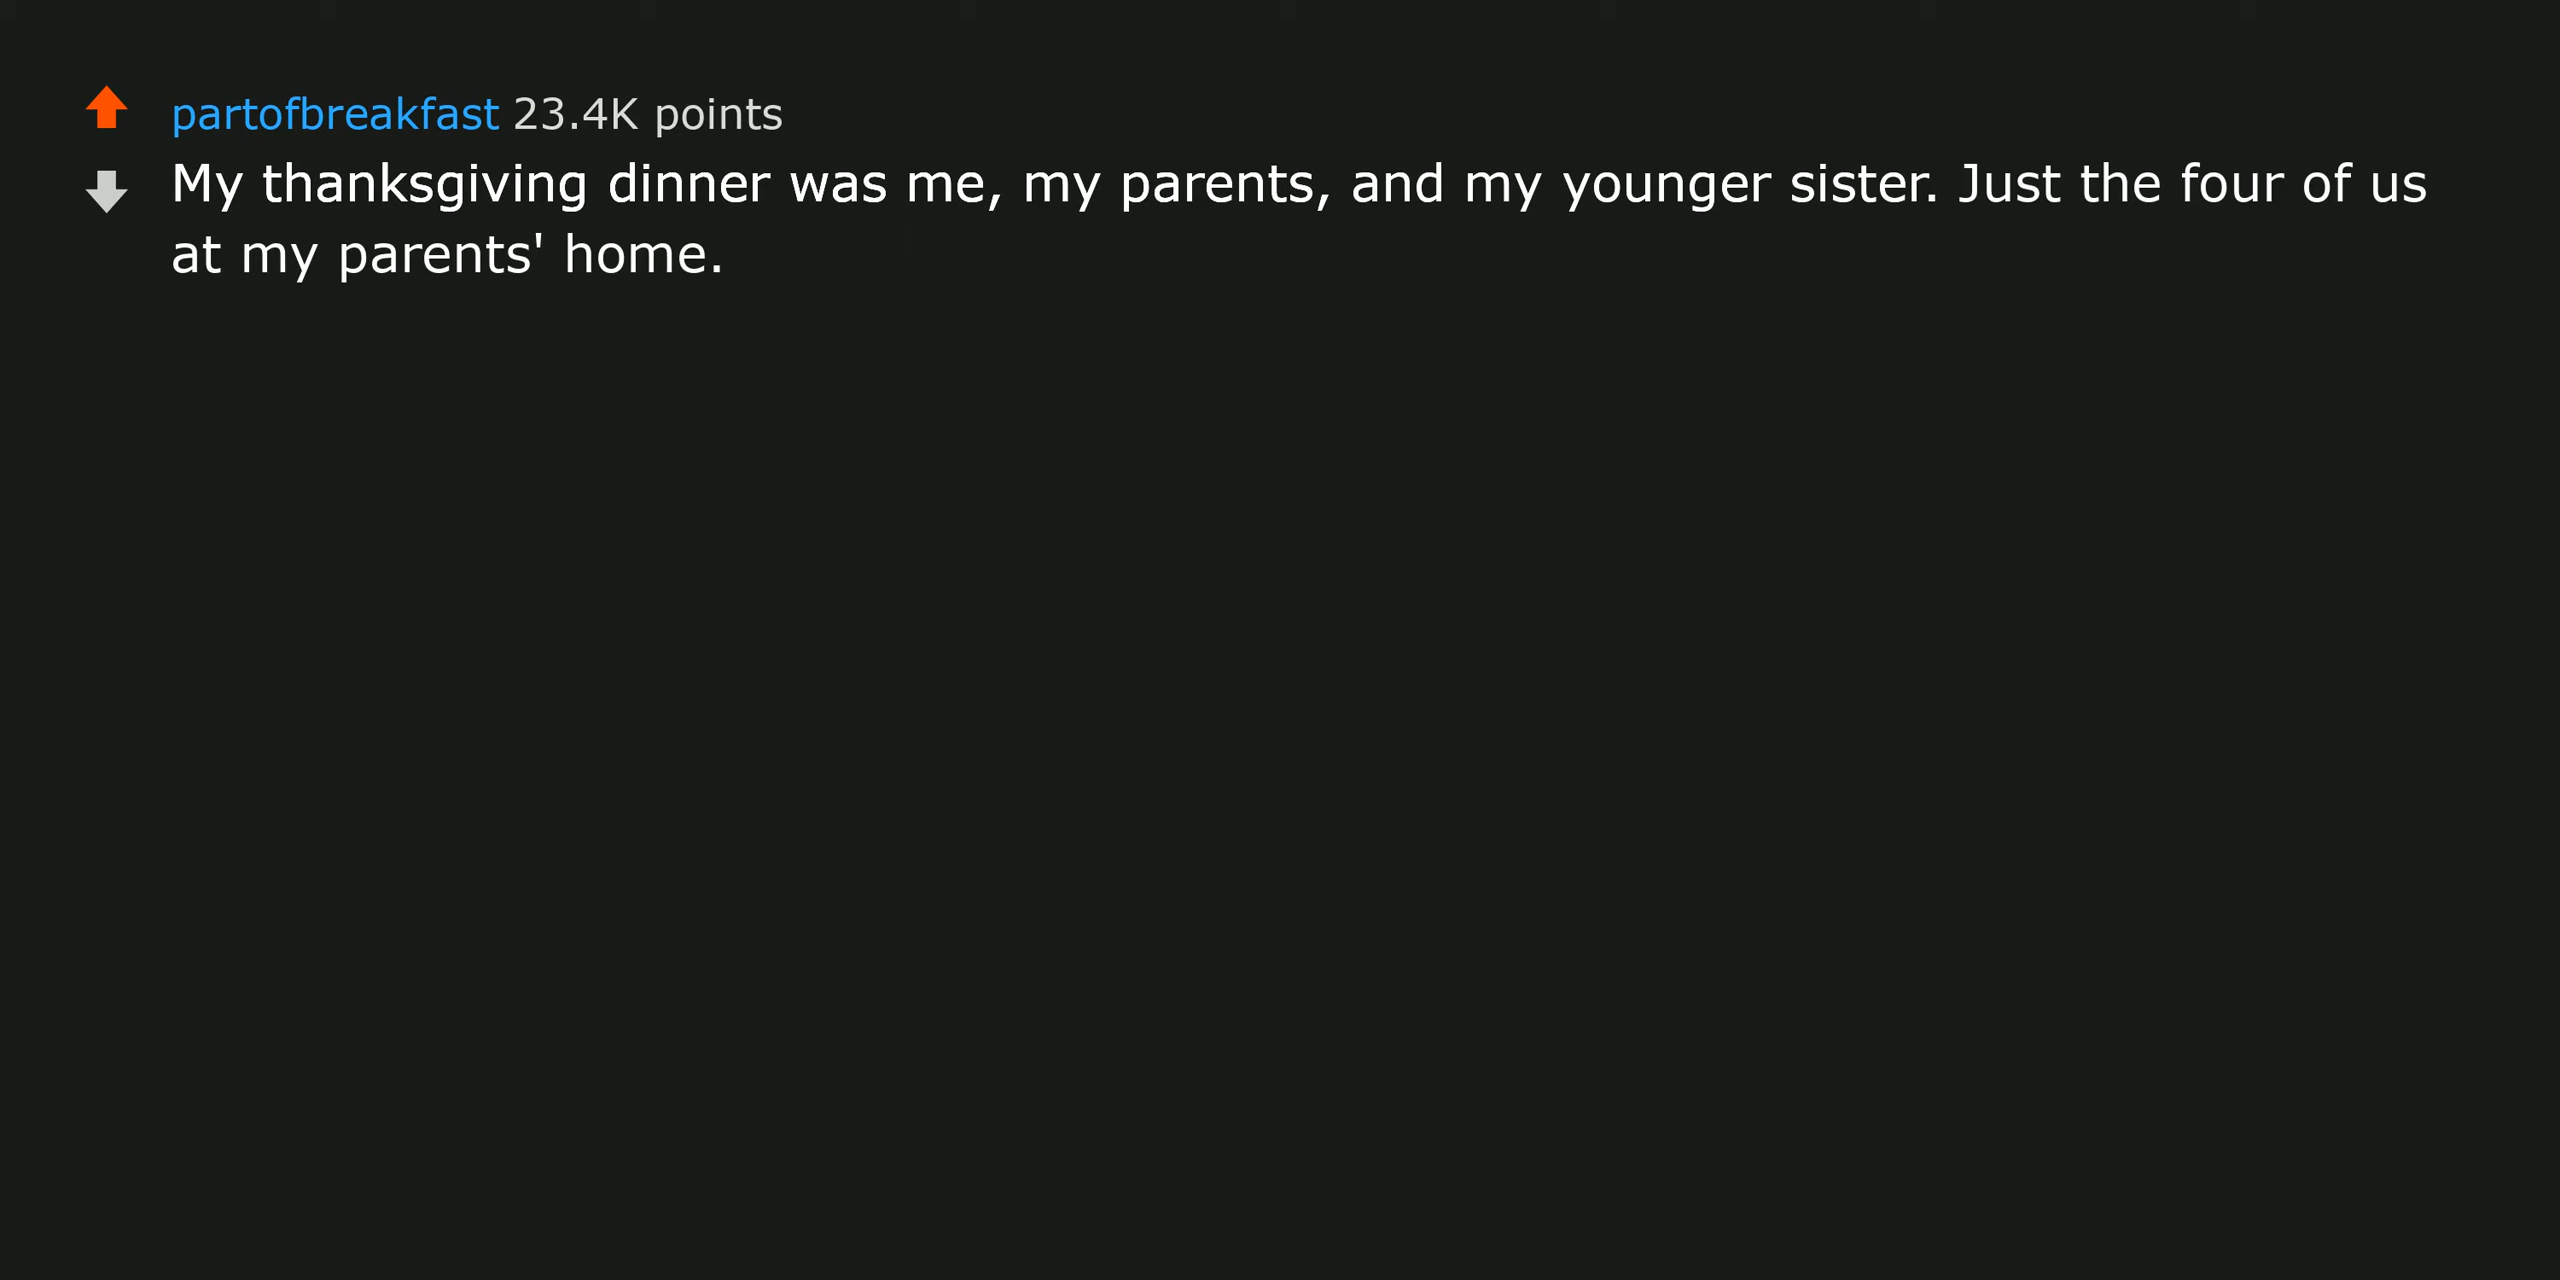 partofbreakfast 23.4K points
My thanksgiving dinner was me, my parents, and my younger sister. Just the four of us
at my parents' home.